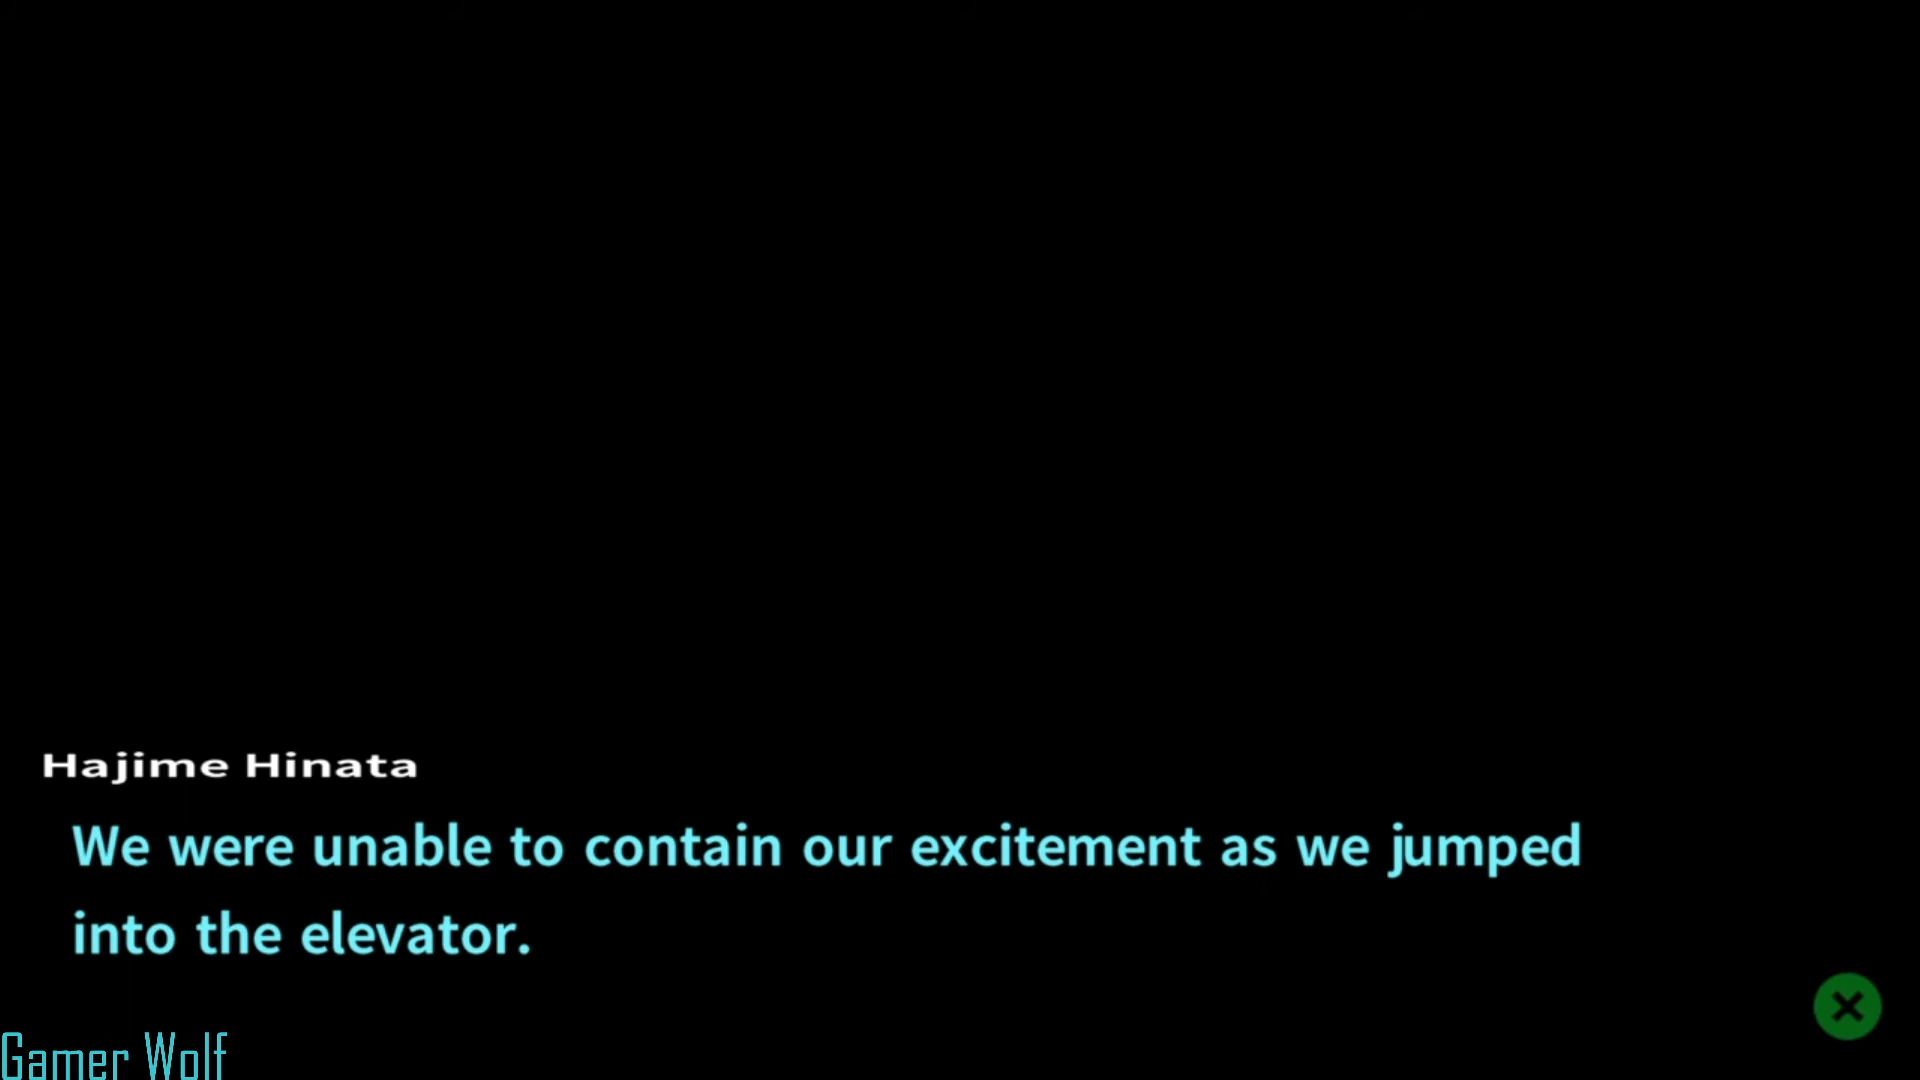 Hajime Hinata
We were unable to contain our excitement as we jumped
into the elevator.
Gamer Wolf